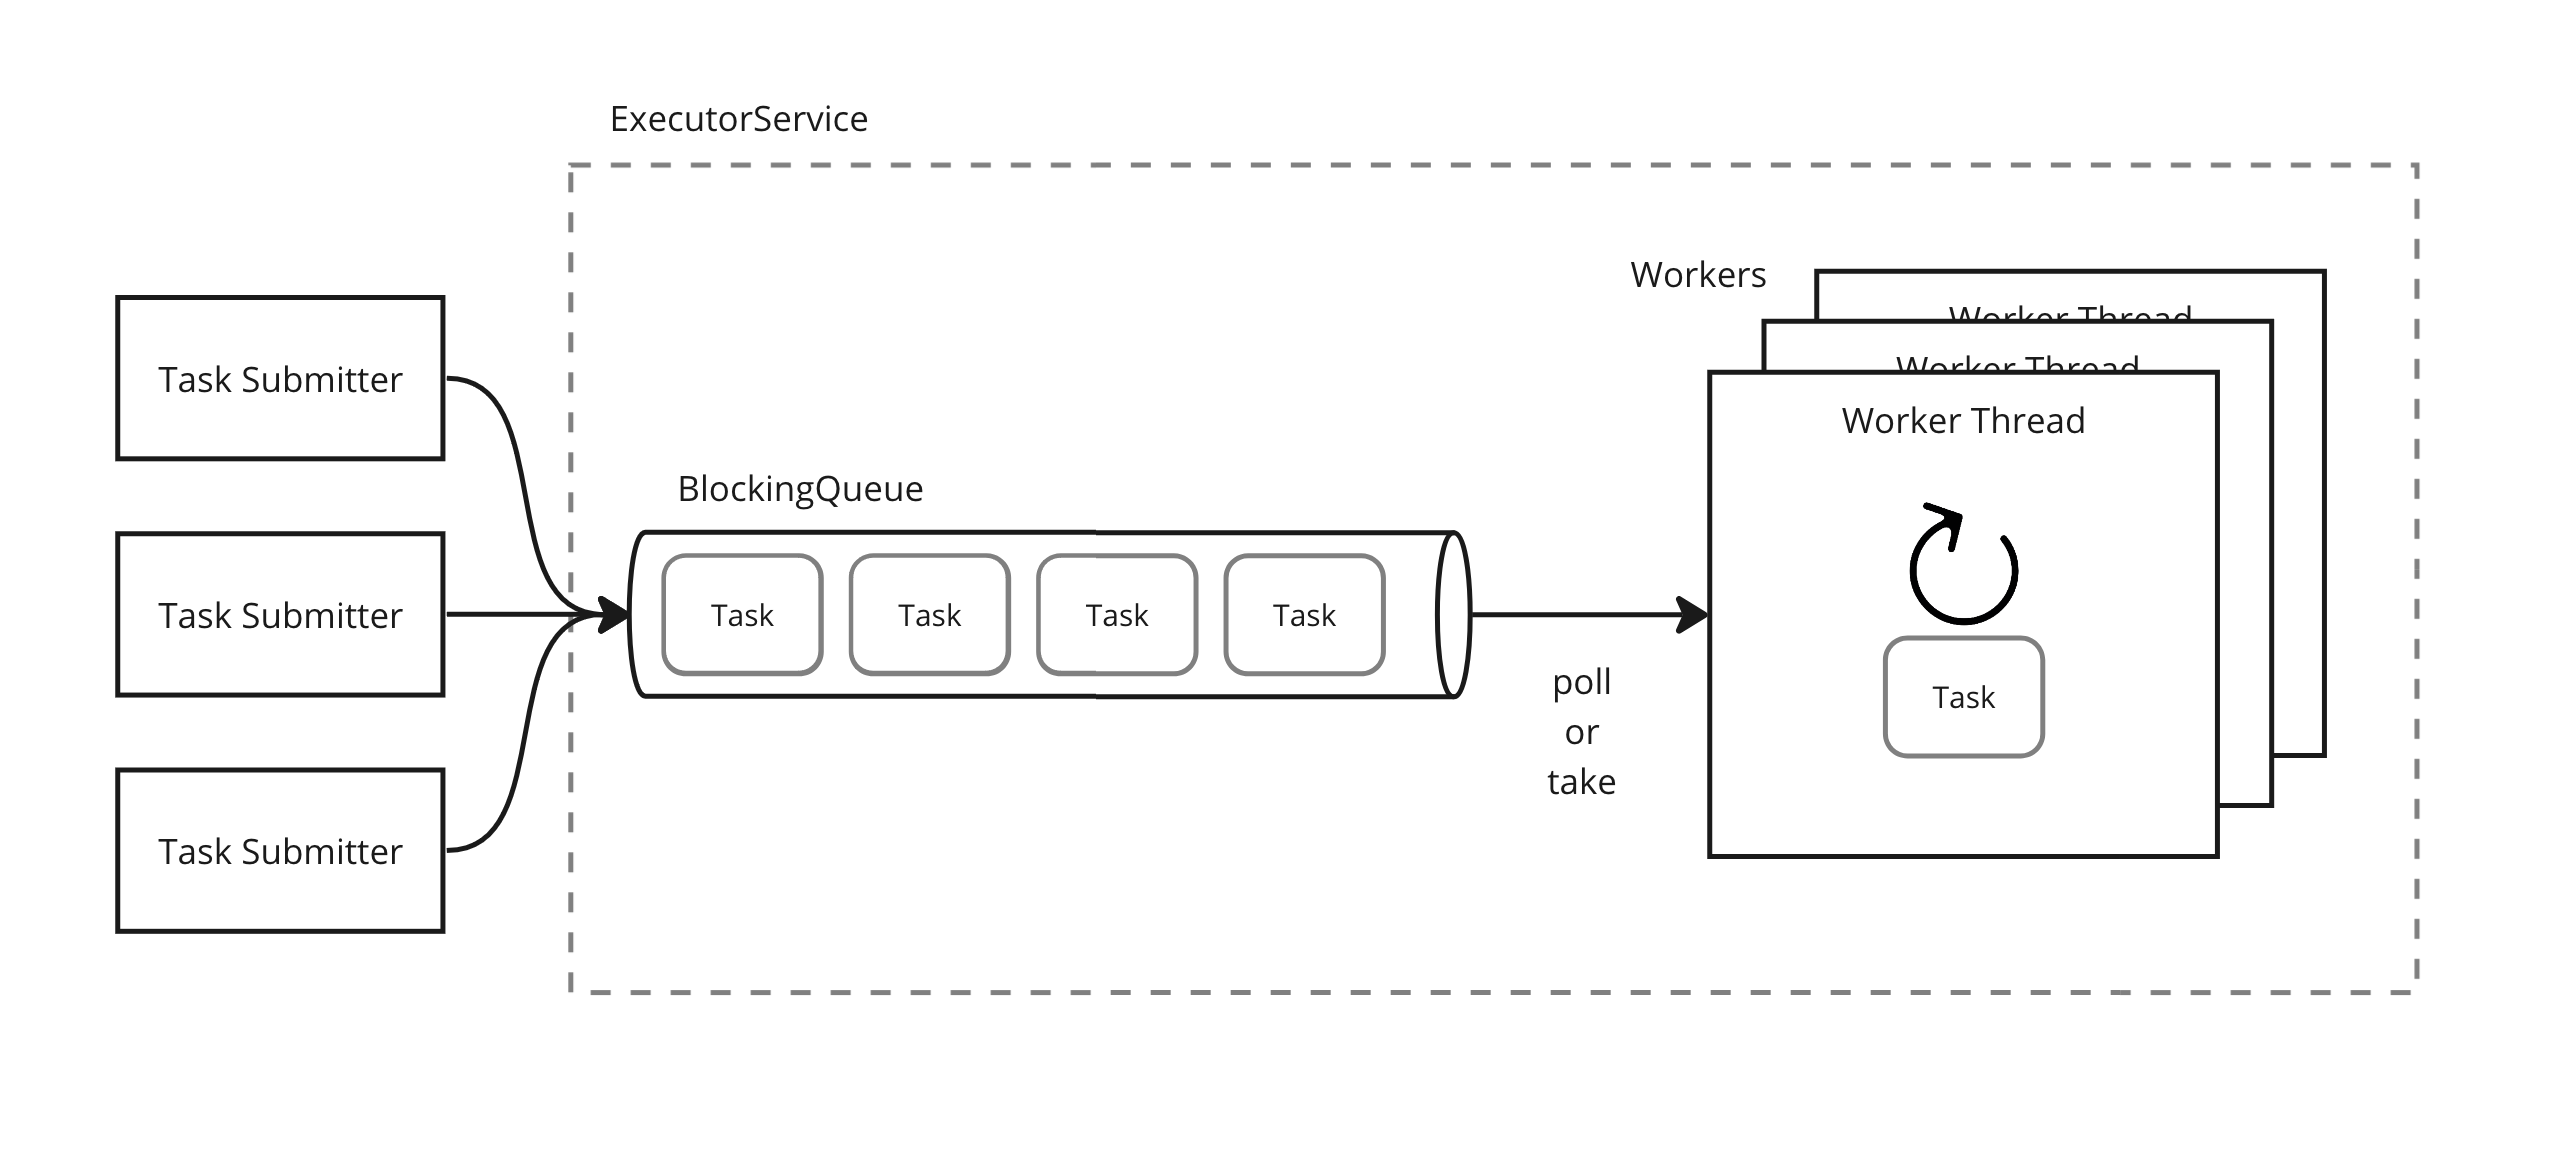 ExecutorService
Workers
Worker Thread
Worker Thread
Worker Thread
Task Submitter
Task Submitter
Task Submitter
BlockingQueue
Task
Task
Task
Task
poll
or
take
Task